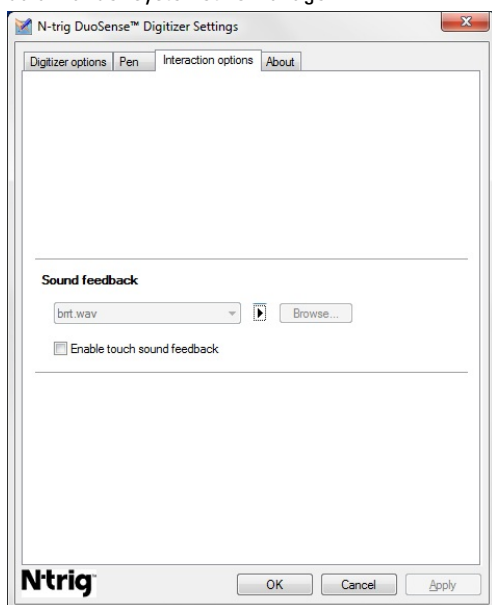 N-trig DuoSense™ Digitizer Settings
Digitizer options Pen Interaction options About
Sound feedback
brrt.wav Browse...
Enable touch sound feedback
N-trig OK Cancel Apply